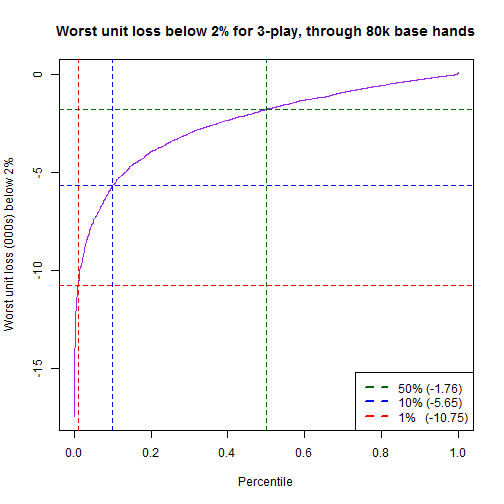 Worst unit loss below 2% for 3-play, through 80k base hands
Worst unit loss (000s) below 2%
0
-5
-10
-15
50% (-1.76)
10% (-5.65)
1% (-10.75)
0.0 0.2 0.4 0.6 0.8 1.0
Percentile